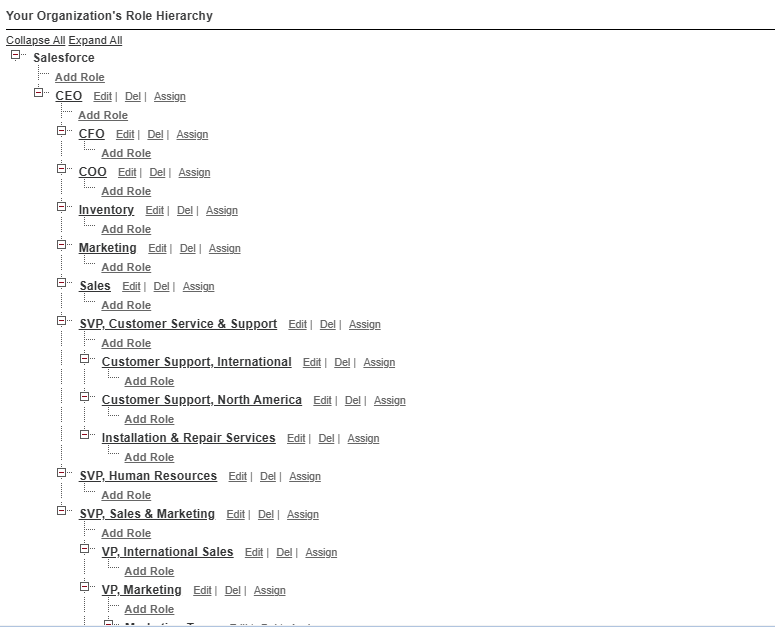 Your Organization's Role Hierarchy
Collapse All Expand All
Salesforce
Add Role
CEO Edit | Del | Assign
Add Role
CFO Edit | Del | Assign
Add Role
COO Edit | Del | Assign
Add Role
Inventory Edit | Del | Assign
Add Role
Marketing Edit | Del | Assign
Add Role
Sales Edit | Del | Assign
Add Role
SVP, Customer Service & Support Edit | Del | Assign
Add Role
Customer Support, International Edit | Del | Assign
Add Role
Customer Support, North America Edit | Del | Assign
Add Role
Installation & Repair Services Edit | Del | Assign
Add Role
SVP, Human Resources Edit | Del | Assign
Add Role
SVP, Sales & Marketing Edit | Del | Assign
Add Role
VP, International Sales Edit | Del | Assign
Add Role
VP, Marketing Edit | Del | Assign
Add Role